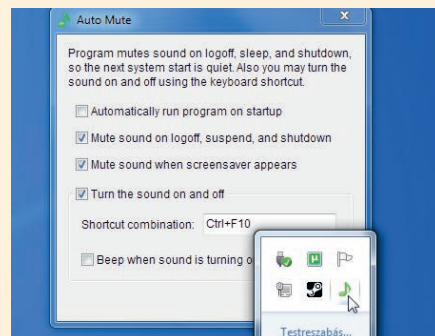 Auto Mute
Program mutes sound on logoff, sleep, and shutdown,
so the next system start is quiet. Also you may turn the
sound on and off using the keyboard shortcut.
Automatically run program on startup
Mute sound on logoff, suspend, and shutdown
Mute sound when screensaver appears
Turn the sound on and off
Shortcut combination: Ctrl+F10
Beep when sound is turning
Testreszabás...